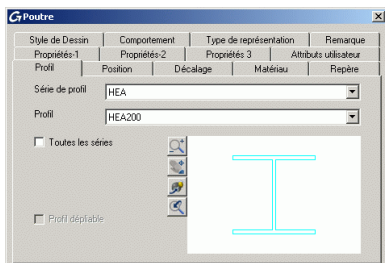 Poutre
Style de Dessin Comportement Type de représentation Remarque
Propriétés-1 Propriétés-2 Propriétés 3 Attributs utilisateur
Profil Position Décalage Matériau Repère
Série de profil HEA
Profil HEA200
Toutes les séries
Profil dépliable